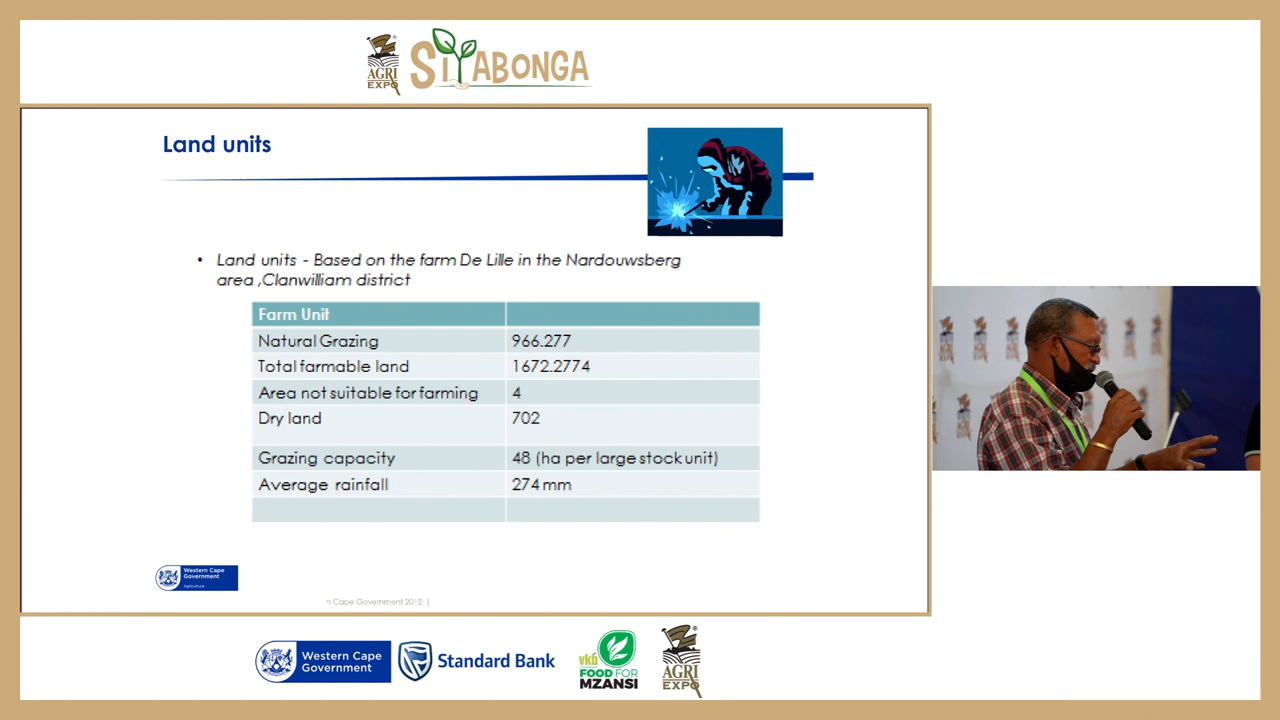 AGRI
EXPO
SIYABONGA
Land units
• Land units - Based on the farm De Lille in the Nardouwsberg
area ,Clanwilliam district
Farm Unit
Natural Grazing 966.277
Total farmable land 1672.2774
Area not suitable for farming 4
Dry land 702
Grazing capacity 48 (ha per large stock unit)
Average rainfall 274 mm
Western Cape
Government
Agriculture
n Cape Government 2012 |
Western Cape
Government
Standard Bank
vkb
FOOD FOR
MZANSI
AGRI
EXPO